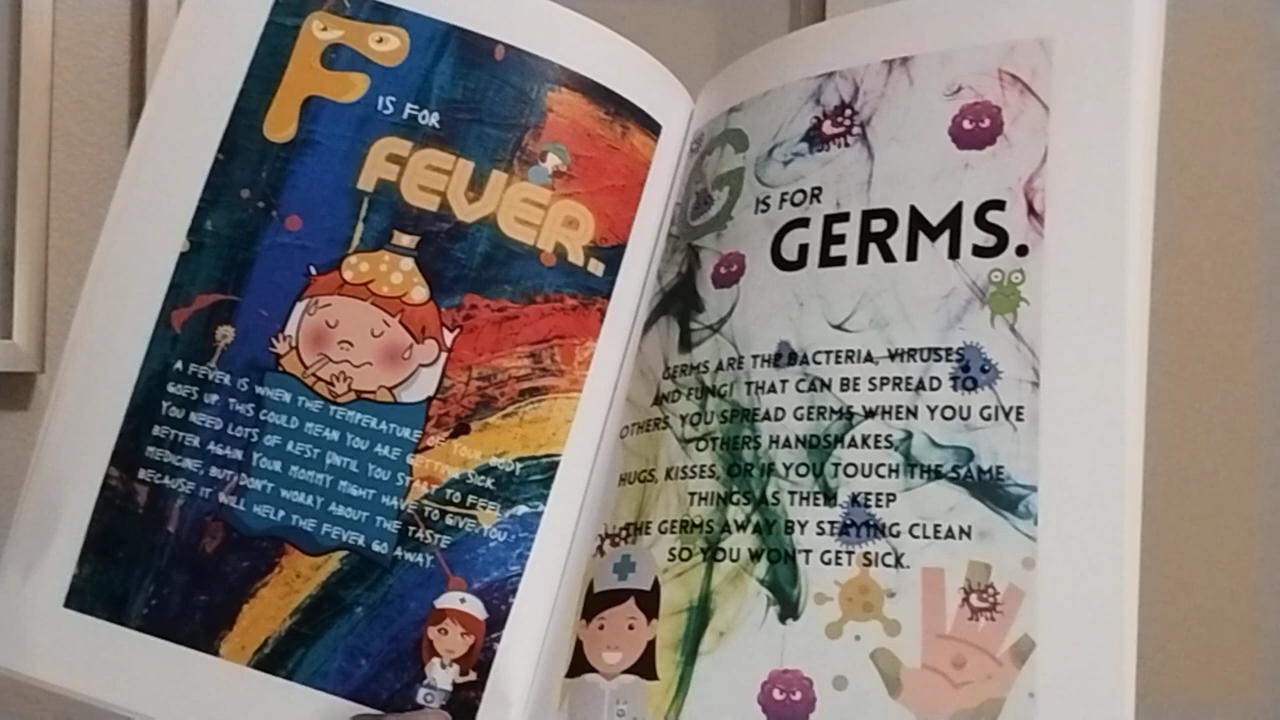 F
IS FOR
FEVER.
A FEVER IS WHEN THE TEMPERATURE OF YOUR BODY
GOES UP. THIS COULD MEAN YOU ARE GETTING SICK.
YOU NEED LOTS OF REST UNTIL YOU START TO FEEL
BETTER AGAIN. YOUR MOMMY MIGHT HAVE TO GIVE YOU
MEDICINE, BUT DON'T WORRY ABOUT THE TASTE
BECAUSE IT WILL HELP THE FEVER GO AWAY.
G
IS FOR
GERMS.
GERMS ARE THE BACTERIA, VIRUSES,
AND FUNGI THAT CAN BE SPREAD TO
OTHERS. YOU SPREAD GERMS WHEN YOU GIVE
OTHERS HANDSHAKES,
HUGS, KISSES, OR IF YOU TOUCH THE SAME
THINGS AS THEM. KEEP
THE GERMS AWAY BY STAYING CLEAN
SO YOU WON'T GET SICK.